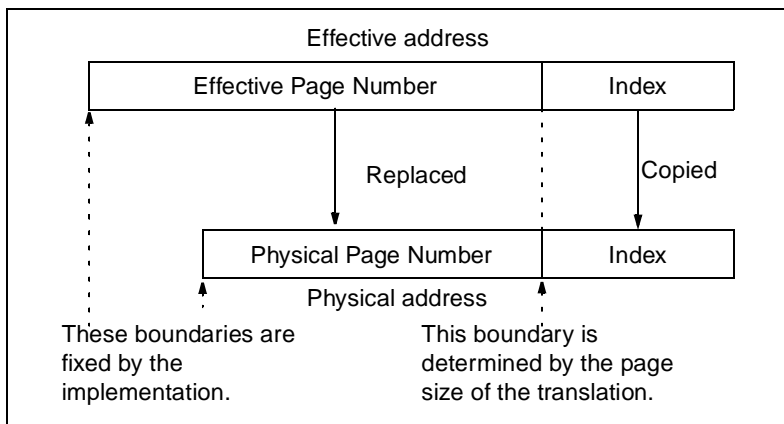 Effective address
Effective Page Number
Index
Replaced
Copied
Physical Page Number
Index
Physical address
These boundaries are
fixed by the
implementation.
This boundary is
determined by the page
size of the translation.